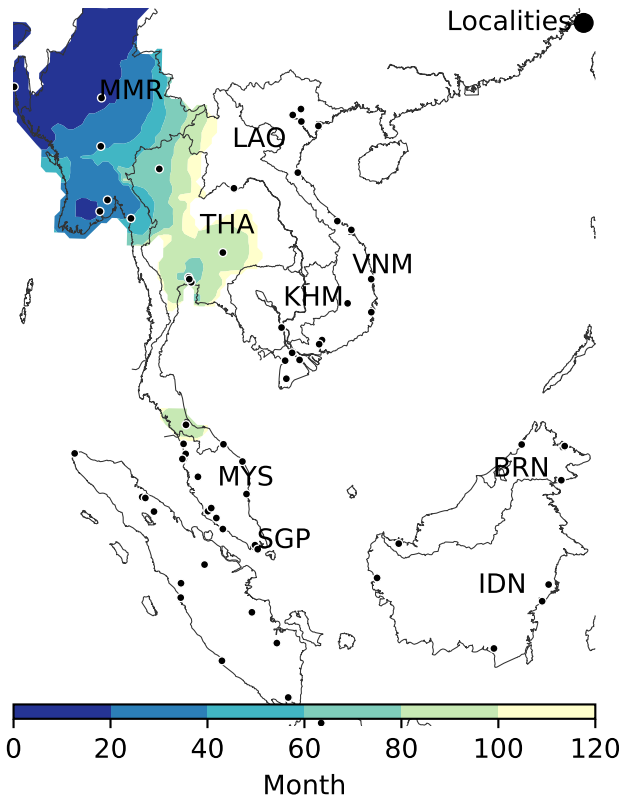 Localities
MMR
LAO
THA
VNM
KHM
MYS
BRN
SGP
IDN
0 20 40 60 80 100 120
Month